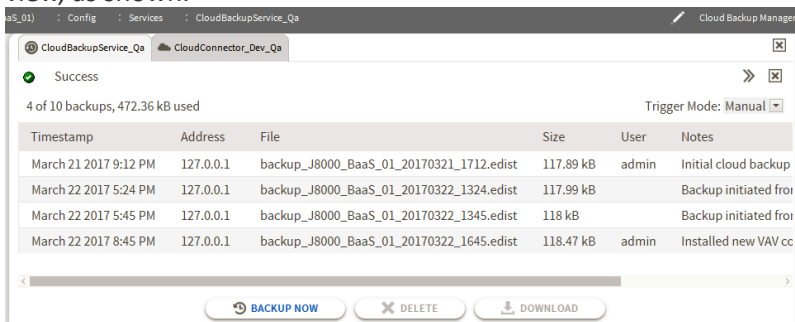 view, as shown.
aS_01) : Config : Services : CloudBackupService_Qa Cloud Backup Manager
CloudBackupService_Qa CloudConnector_Dev_Qa
Success
4 of 10 backups, 472.36 kB used Trigger Mode: Manual
Timestamp Address File Size User Notes
March 21 2017 9:12 PM 127.0.0.1 backup_J8000_BaaS_01_20170321_1712.edist 117.89 kB admin Initial cloud backup
March 22 2017 5:24 PM 127.0.0.1 backup_J8000_BaaS_01_20170322_1324.edist 117.99 kB Backup initiated fro
March 22 2017 5:45 PM 127.0.0.1 backup_J8000_BaaS_01_20170322_1345.edist 118 kB Backup initiated fro
March 22 2017 8:45 PM 127.0.0.1 backup_J8000_BaaS_01_20170322_1645.edist 118.47 kB admin Installed new VAV co
BACKUP NOW DELETE DOWNLOAD